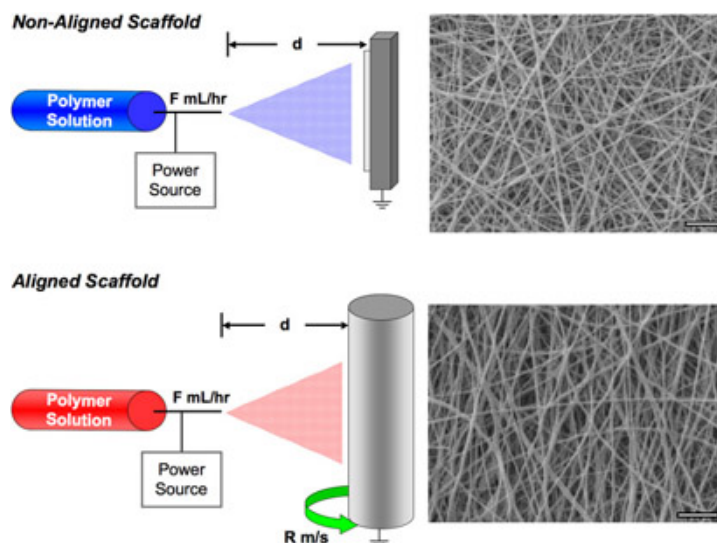 Non-Aligned Scaffold
d
F mL/hr
Polymer
Solution
Power
Source
Aligned Scaffold
d
F mL/hr
Polymer
Solution
Power
Source
R m/s